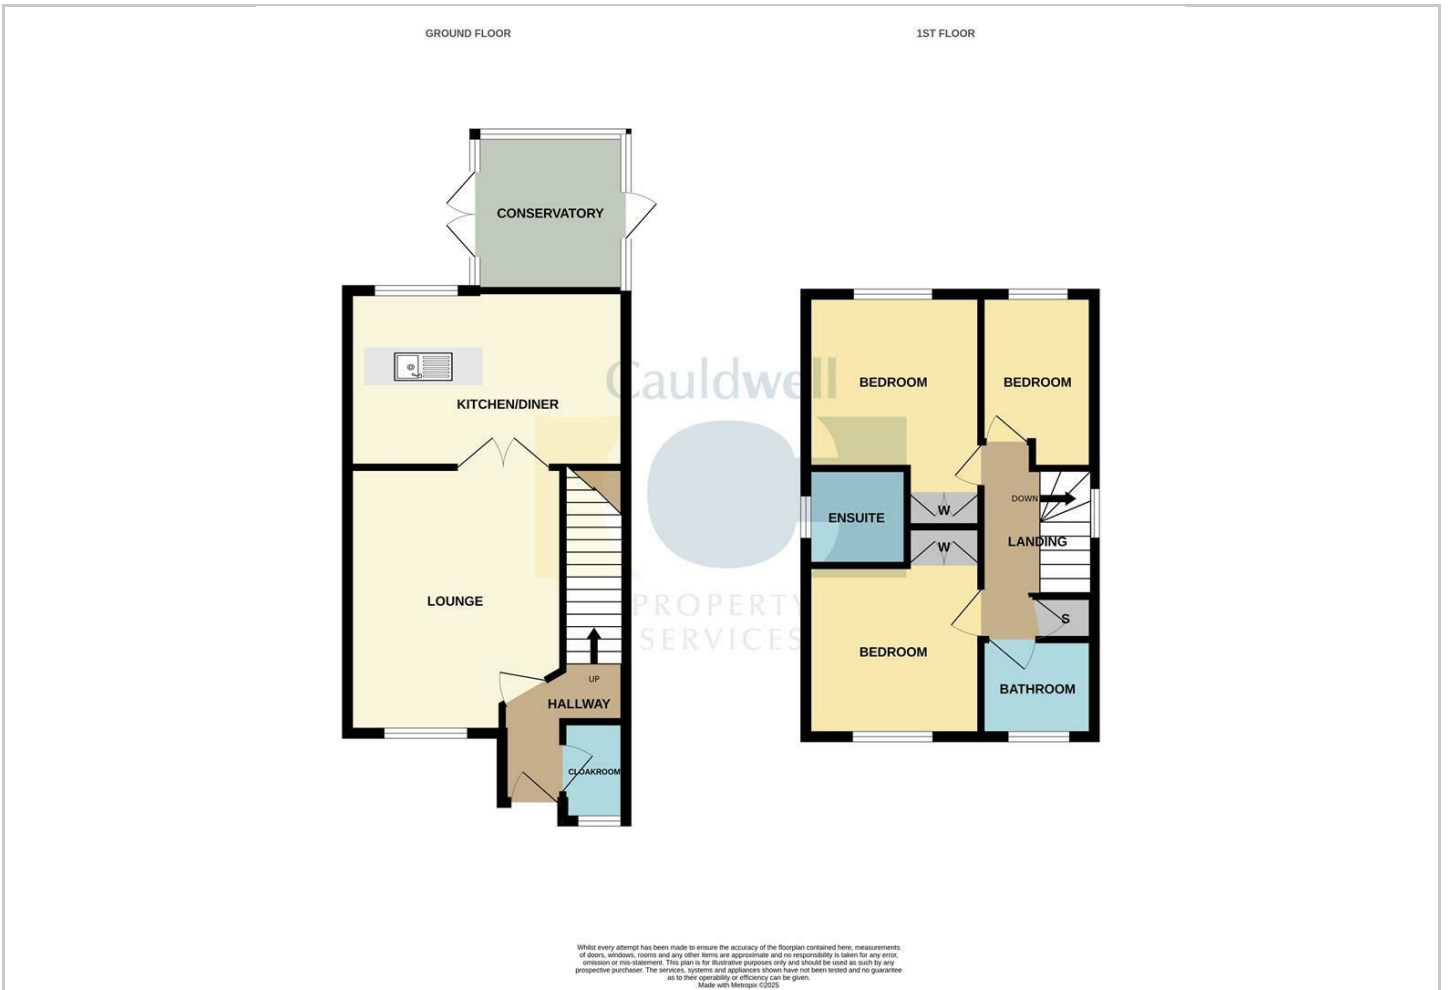 GROUND FLOOR
1ST FLOOR
CONSERVATORY
KITCHEN/DINER
LOUNGE
UP
HALLWAY
CLOAKROOM
BEDROOM
BEDROOM
ENSUITE
W
W
DOWN
LANDING
S
BEDROOM
BATHROOM
Cauldwell
PROPERTY
SERVICES
Whilst every attempt has been made to ensure the accuracy of the floorplan contained here, measurements
of doors, windows, rooms and any other items are approximate and no responsibility is taken for any error,
omission or mis-statement. This plan is for illustrative purposes only and should be used as such by any
prospective purchaser. The services, systems and appliances shown have not been tested and no guarantee
as to their operability or efficiency can be given.
Made with Metropix ©2025